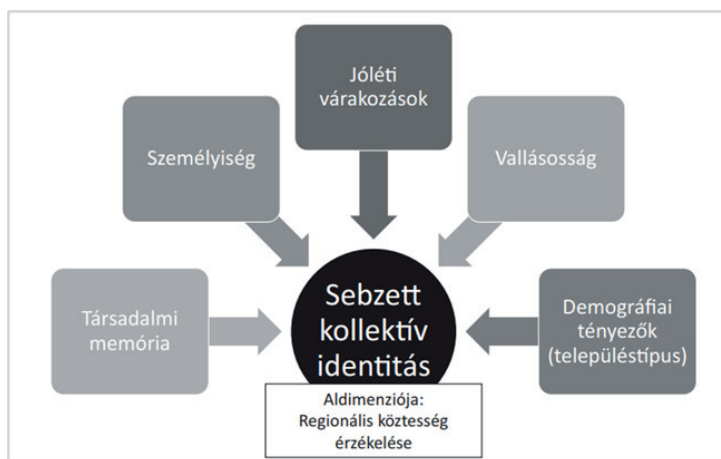 Jóléti
várakozások
Személyiség
Vallásosság
Társadalmi
memória
Sebzett
kollektív
identitás
Demográfiai
tényezők
(településtípus)
Aldimenziója:
Regionális köztesség
érzékelése